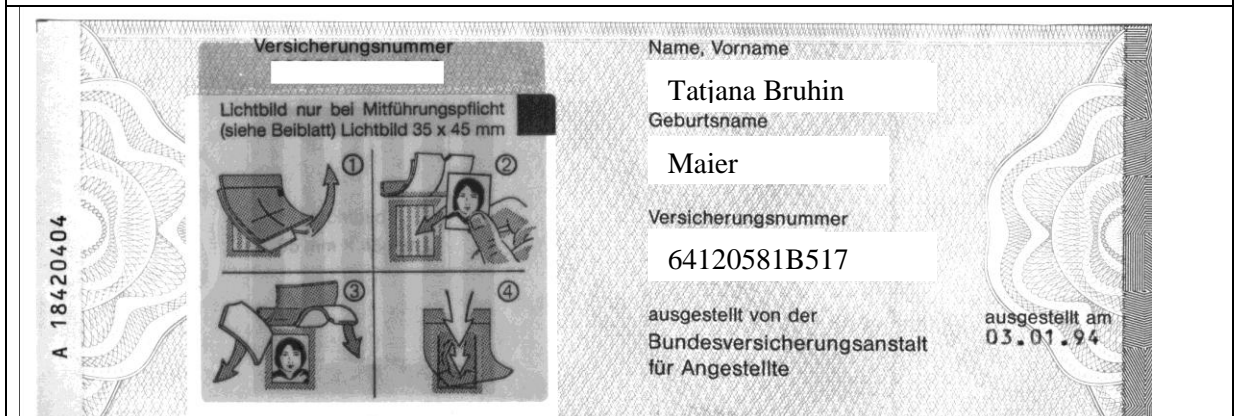 Versicherungsnummer
Lichtbild nur bei Mitführungspflicht
(siehe Beiblatt) Lichtbild 35 x 45 mm
①
②
③
④
A 18420404
Name, Vorname
Tatjana Bruhin
Geburtsname
Maier
Versicherungsnummer
64120581B517
ausgestellt von der
Bundesversicherungsanstalt
für Angestellte
ausgestellt am
03.01.94